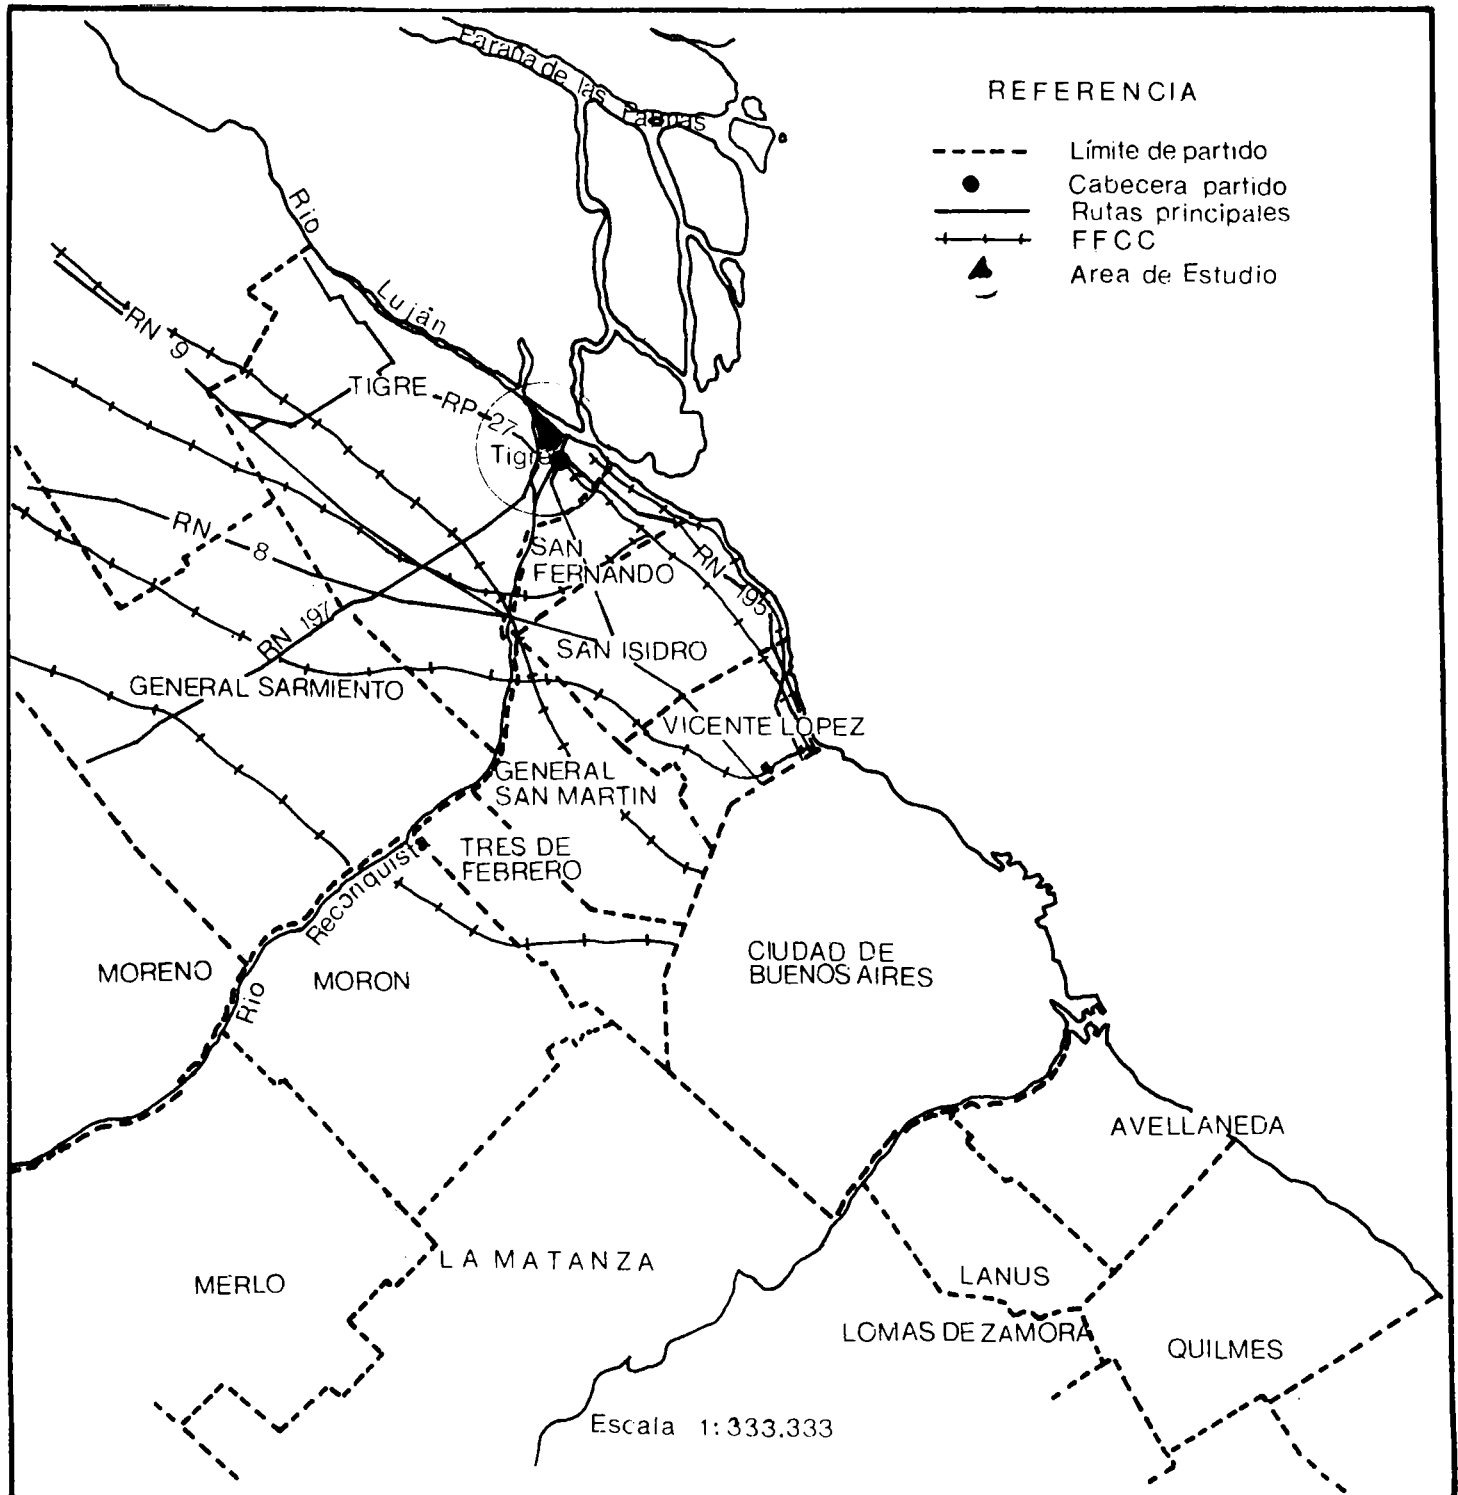 Parana de las Palmas
REFERENCIA
Límite de partido
Cabecera partido
Rutas principales
FFCC
Area de Estudio
Rio
Luján
RN 9
TIGRE
RP 27
Tigre
RN 8
SAN
FERNANDO
RN 195
RN 197
SAN ISIDRO
GENERAL SARMIENTO
VICENTE LOPEZ
GENERAL
SAN MARTIN
TRES DE
FEBRERO
Rio Reconquista
MORENO
MORON
CIUDAD DE
BUENOS AIRES
AVELLANEDA
LA MATANZA
MERLO
LANUS
LOMAS DE ZAMORA
QUILMES
Escala 1:333.333